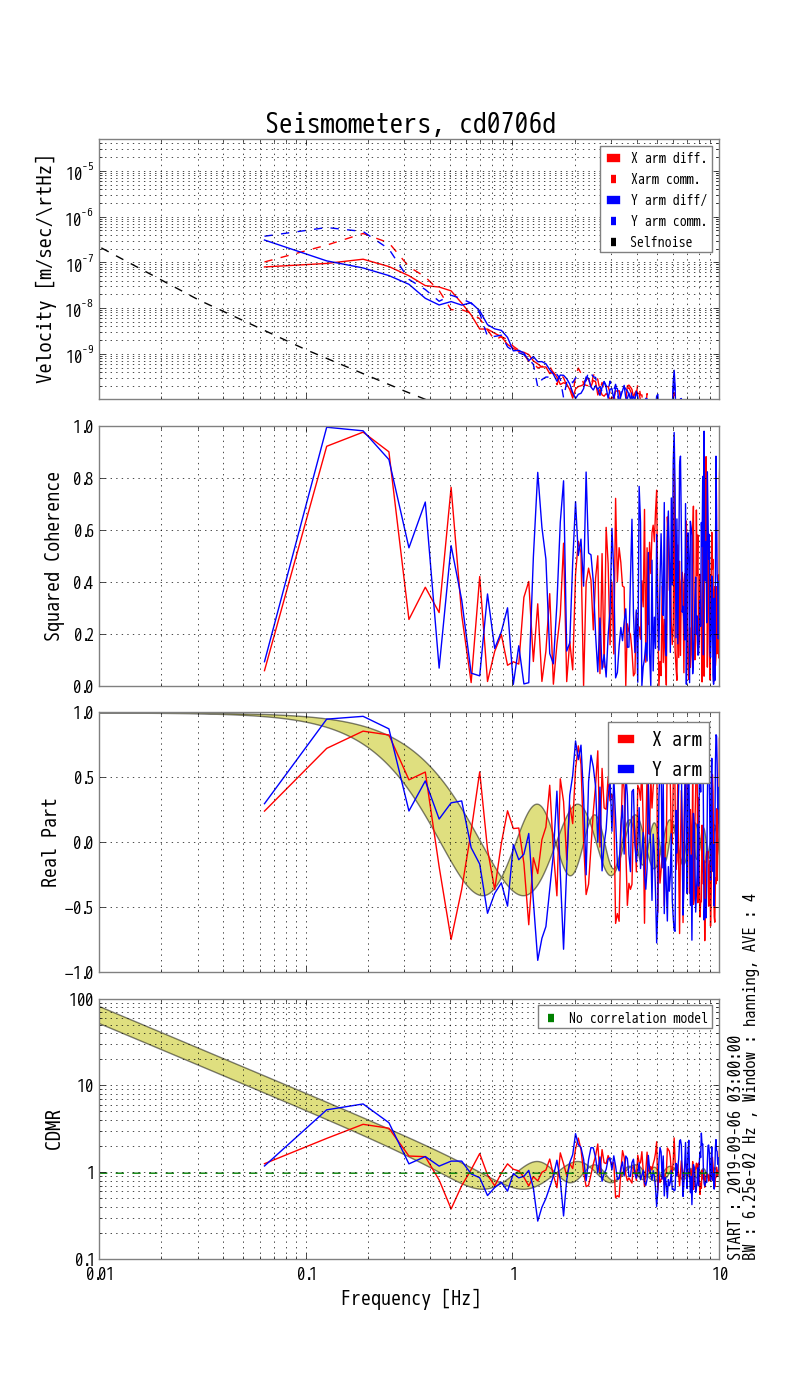 Seismometers, cd0706d
Velocity [m/sec/\rtHz]
10^-5
10^-6
10^-7
10^-8
10^-9
X arm diff.
Xarm comm.
Y arm diff/
Y arm comm.
Selfnoise
Squared Coherence
1.0
0.8
0.6
0.4
0.2
0.0
Real Part
1.0
0.5
0.0
−0.5
−1.0
X arm
Y arm
CDMR
100
10
1
0.1
No correlation model
0.01
0.1
1
10
Frequency [Hz]
START : 2019-09-06 03:00:00
BW : 6.25e-02 Hz , Window : hanning, AVE : 4